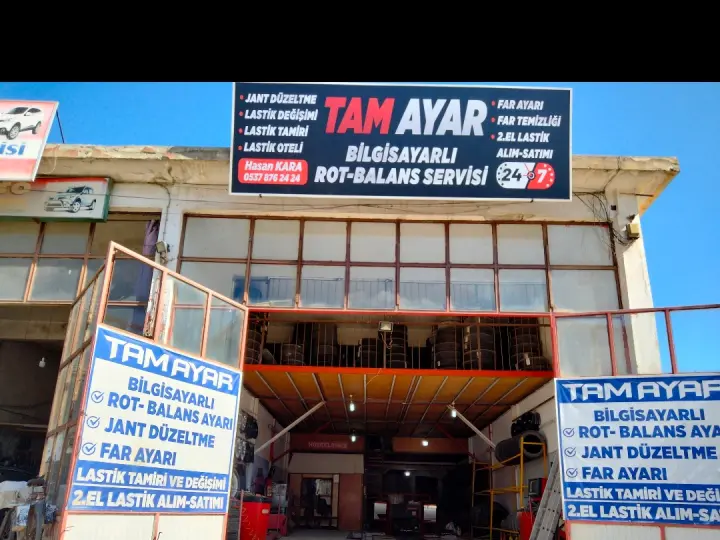 • JANT DÜZELTME
• LASTİK DEĞİŞİMİ
• LASTİK TAMİRİ
• LASTİK OTELİ
Hasan KARA
0537 876 24 24
TAM AYAR
BİLGİSAYARLI
ROT-BALANS SERVİSİ
• FAR AYARI
• FAR TEMİZLİĞİ
• 2.EL LASTİK
ALIM-SATIMI
24 7
İSİ
TAM AYAR
BİLGİSAYARLI
ROT- BALANS AYARI
JANT DÜZELTME
FAR AYARI
LASTİK TAMİRİ VE DEĞİŞİMİ
2.EL LASTİK ALIM-SATIMI
TAM AYAR
BİLGİSAYARLI
ROT- BALANS AYA
JANT DÜZELTME
FAR AYARI
LASTİK TAMİRİ VE DEĞİ
2.EL LASTİK ALIM-SA